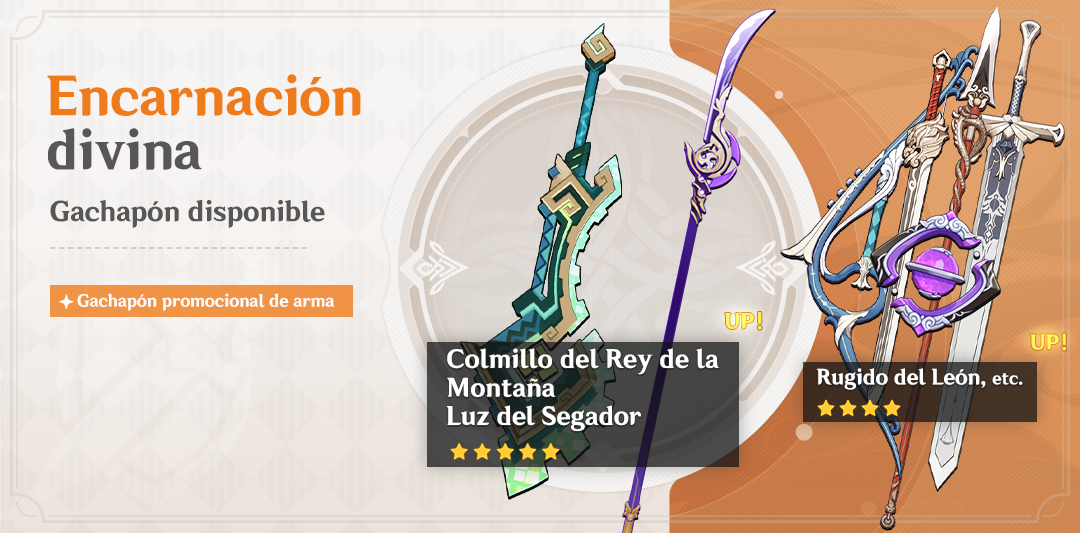 Encarnación
divina
Gachapón disponible
Gachapón promocional de arma
UP!
Colmillo del Rey de la
Montaña
Luz del Segador
UP!
Rugido del León, etc.